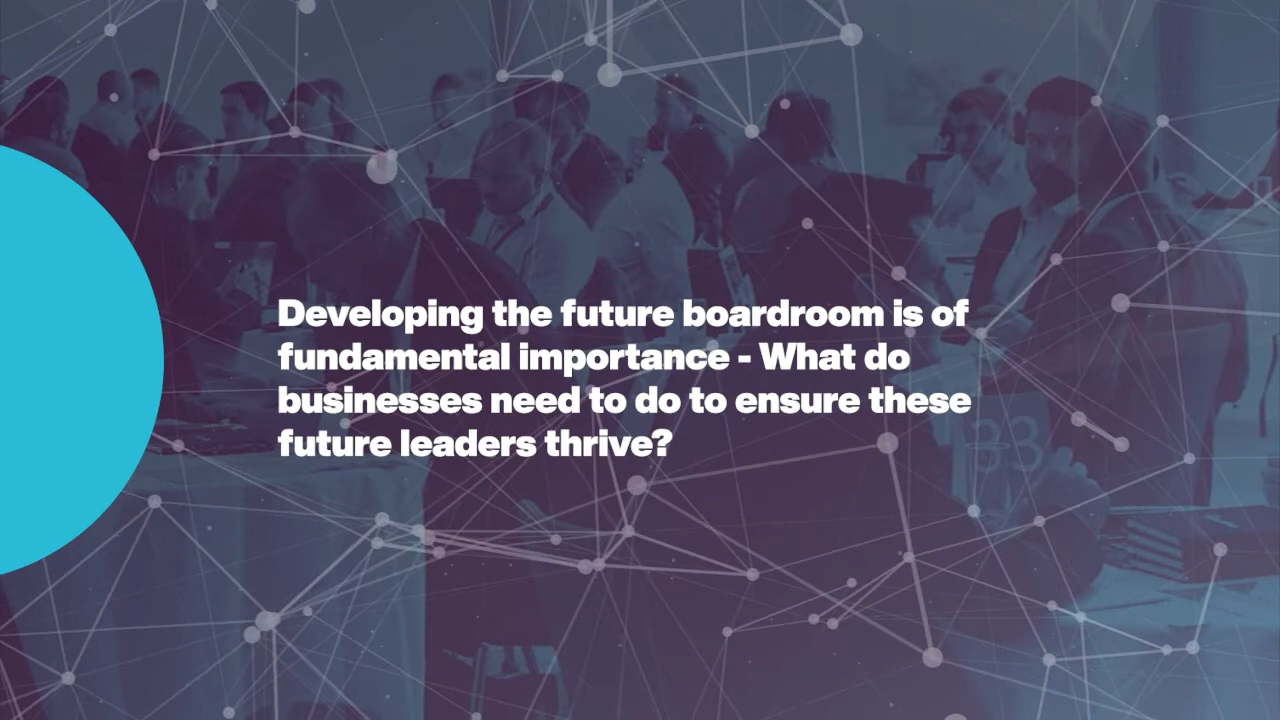 Developing the future boardroom is of
fundamental importance - What do
businesses need to do to ensure these
future leaders thrive?
33